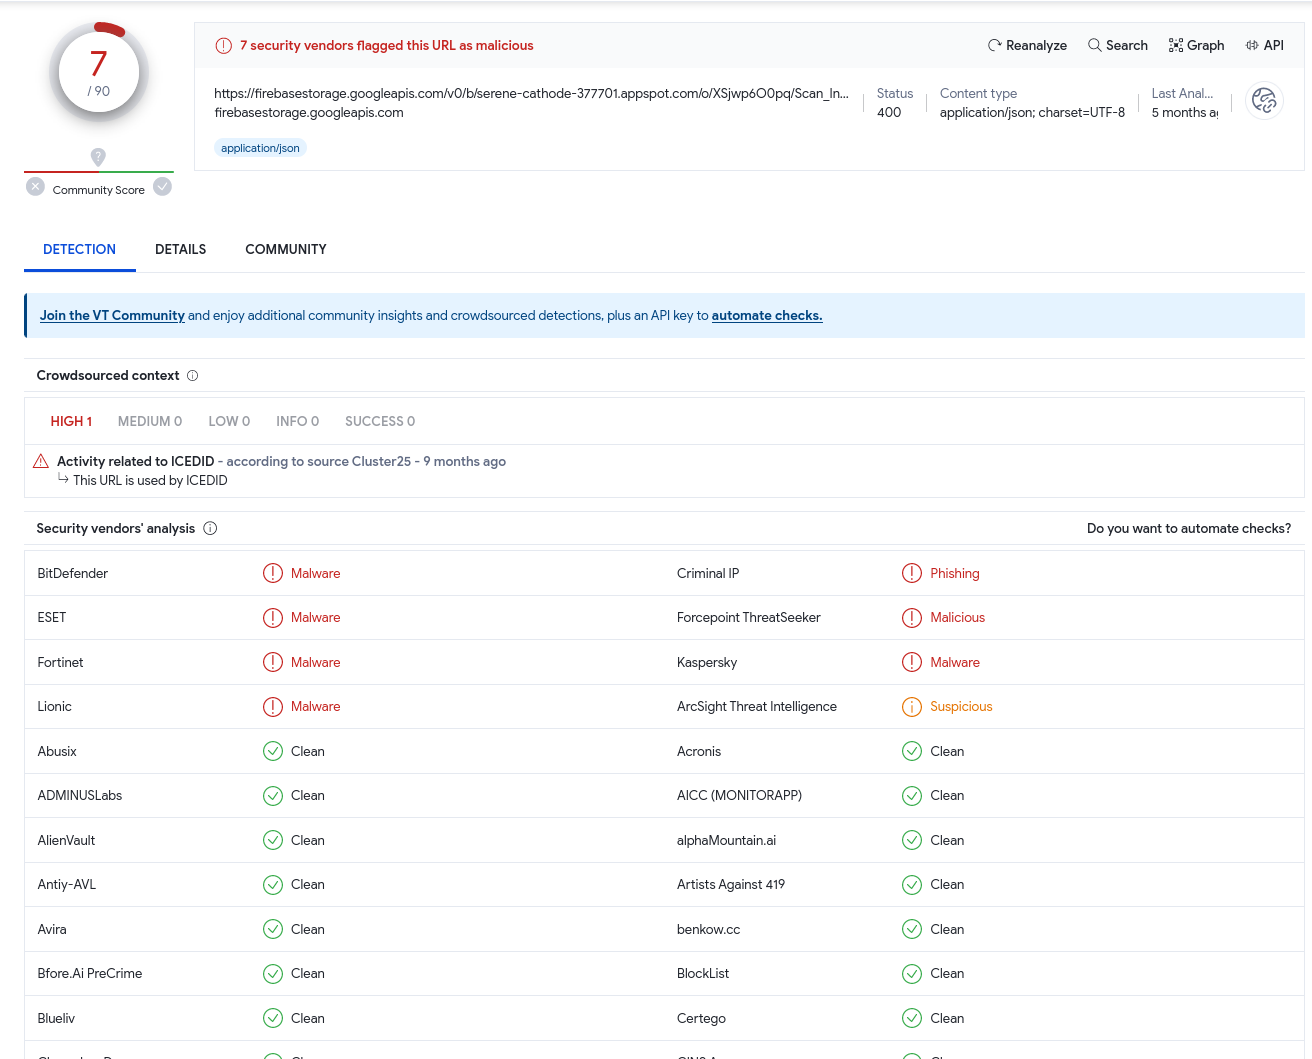 7
/ 90
Community Score
7 security vendors flagged this URL as malicious
Reanalyze Search Graph API
https://firebasestorage.googleapis.com/v0/b/serene-cathode-377701.appspot.com/o/XSjwp6O0pq/Scan_In...
firebasestorage.googleapis.com
Status
400
Content type
application/json; charset=UTF-8
Last Anal...
5 months
application/json
DETECTION DETAILS COMMUNITY
Join the VT Community and enjoy additional community insights and crowdsourced detections, plus an API key to automate checks.
Crowdsourced context
HIGH 1 MEDIUM 0 LOW 0 INFO 0 SUCCESS 0
Activity related to ICEDID - according to source Cluster25 - 9 months ago
This URL is used by ICEDID
Security vendors' analysis Do you want to automate checks?
BitDefender Malware Criminal IP Phishing
ESET Malware Forcepoint ThreatSeeker Malicious
Fortinet Malware Kaspersky Malware
Lionic Malware ArcSight Threat Intelligence Suspicious
Abusix Clean Acronis Clean
ADMINUSLabs Clean AICC (MONITORAPP) Clean
AlienVault Clean alphaMountain.ai Clean
Antiy-AVL Clean Artists Against 419 Clean
Avira Clean benkow.cc Clean
Bfore.Ai PreCrime Clean BlockList Clean
Blueliv Clean Certego Clean